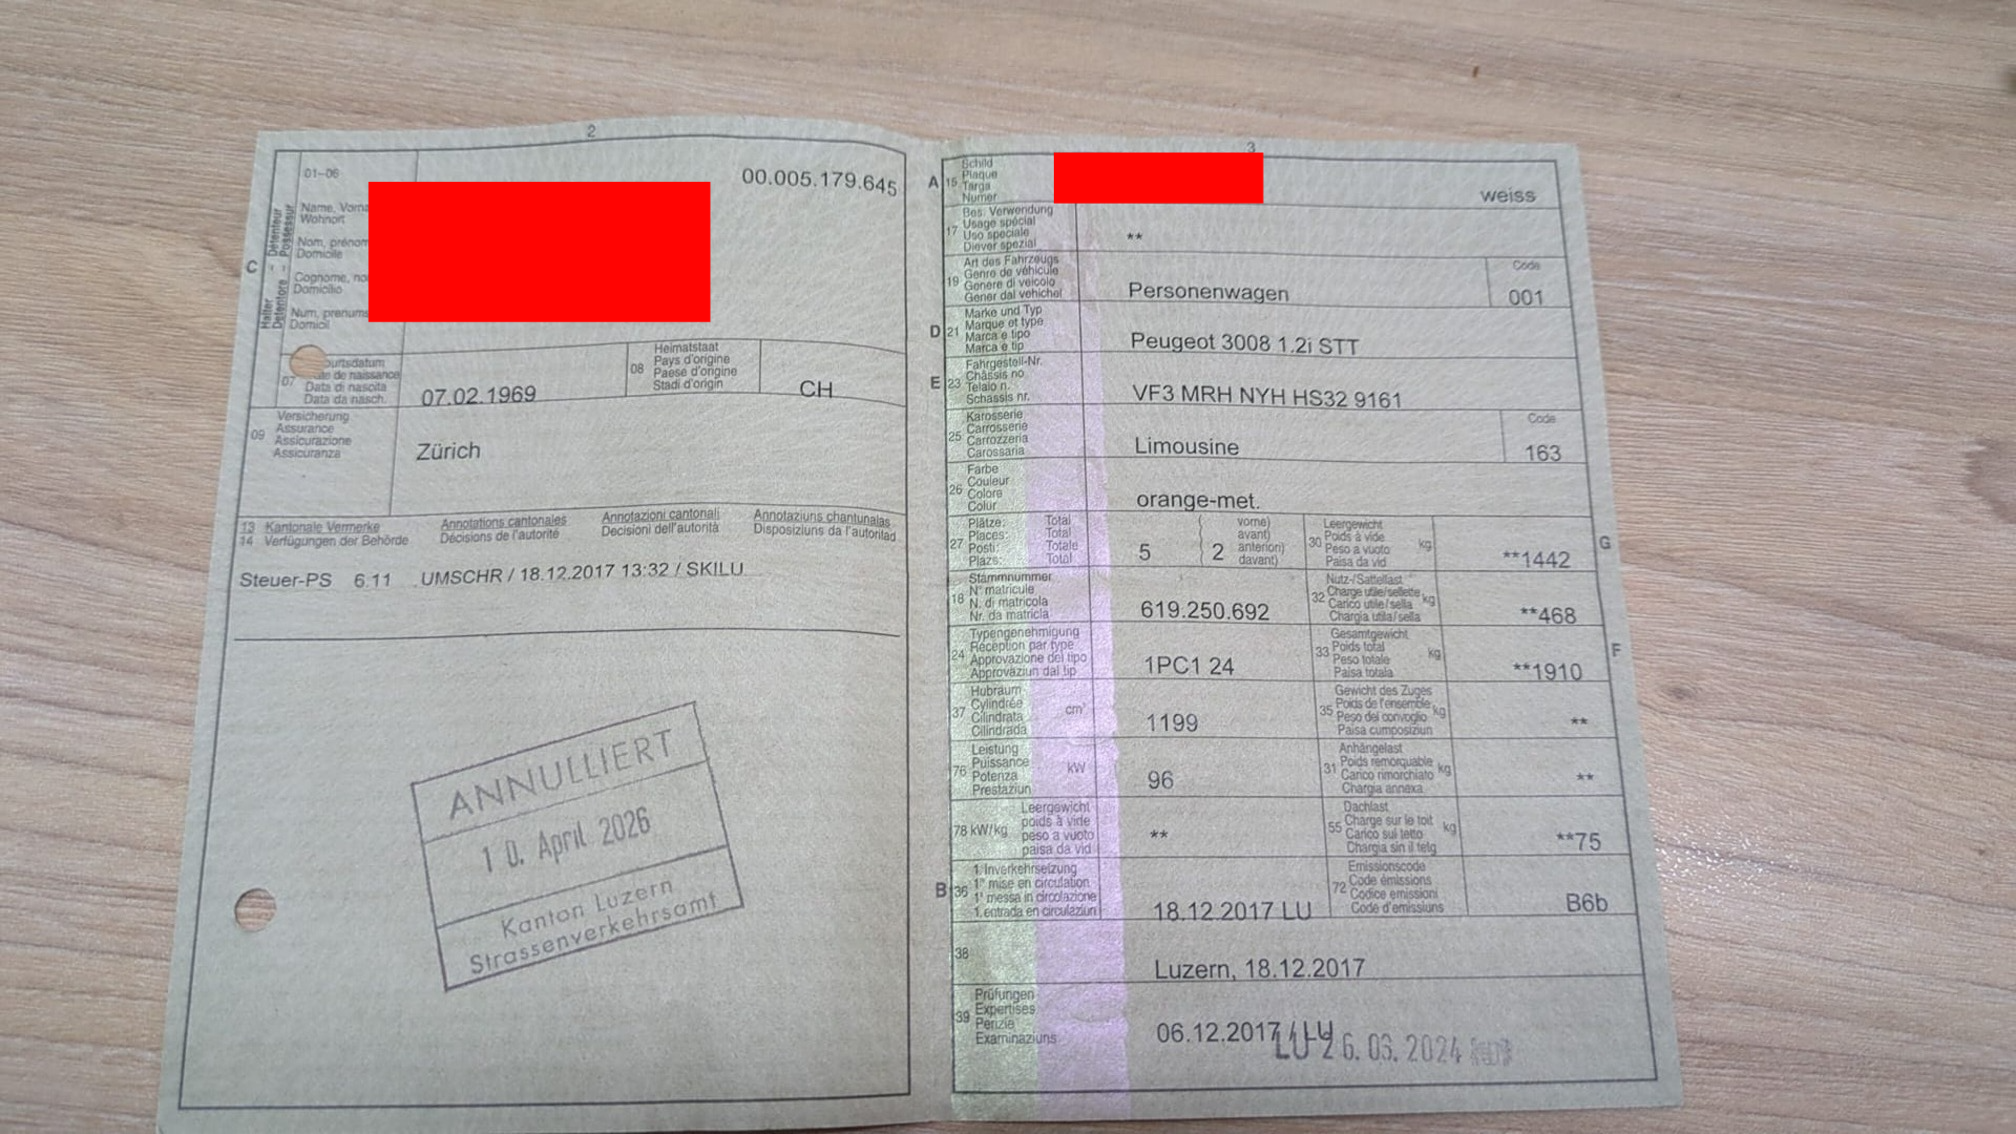 2
01–06
00.005.179.645
Name,
Wohnort
Nom, prénom
Domicile
Cognome,
Domicilio
Num, prenums
Domicil
C
Halter
Détenteur
Detentore
Possessur
07
de naissance
Data di nascita
Data da nasch.
07.02.1969
08
Heimatstaat
Pays d'origine
Paese d'origine
Stadi d'origin
CH
09
Versicherung
Assurance
Assicurazione
Assicuranza
Zürich
13 Kantonale Vermerke
14 Verfügungen der Behörde
Annotations cantonales
Décisions de l'autorité
Annotazioni cantonali
Decisioni dell'autorità
Annotaziuns chantunalas
Disposiziuns da l'autoritad
Steuer-PS 6.11 UMSCHR / 18.12.2017 13:32 / SKILU
ANNULLIERT
10. April 2026
Kanton Luzern
Strassenverkehrsamt
3
A
15
Schild
Plaque
Targa
Numer
weiss
17
Bes. Verwendung
Usage spécial
Uso speciale
Diever spezial
**
19
Art des Fahrzeugs
Genre de véhicule
Genere di veicolo
Gener dal vehichel
Personenwagen
Code
001
D
21
Marke und Typ
Marque et type
Marca e tipo
Marca e tip
Peugeot 3008 1.2i STT
E
23
Fahrgestell-Nr.
Châssis no
Telaio n.
Schassis nr.
VF3 MRH NYH HS32 9161
25
Karosserie
Carrosserie
Carrozzeria
Carossaria
Limousine
Code
163
26
Farbe
Couleur
Colore
Colur
orange-met.
27
Plätze: Total
Places: Total
Posti: Totale
Plazs: Total
5
2
vorne)
avant)
anteriori)
davant)
30
Leergewicht
Poids à vide
Peso a vuoto
Paisa da vid
kg
**1442
G
18
Stammnummer
N° matricule
N. di matricola
Nr. da matricla
619.250.692
32
Nutz-/Sattellast
Charge utile/sellette
Carico utile/sella
Chargia utila/sella
kg
**468
24
Typengenehmigung
Réception par type
Approvazione del tipo
Approvaziun dal tip
1PC1 24
33
Gesamtgewicht
Poids total
Peso totale
Paisa totala
kg
**1910
F
37
Hubraum
Cylindrée
Cilindrata
Cilindrada
cm³
1199
35
Gewicht des Zuges
Poids de l'ensemble
Peso del convoglio
Paisa cumposiziun
kg
**
76
Leistung
Puissance
Potenza
Prestaziun
kW
96
31
Anhängelast
Poids remorquable
Carico rimorchiato
Chargia annexa
kg
**
78 kW/kg
Leergewicht
poids à vide
peso a vuoto
paisa da vid
**
55
Dachlast
Charge sur le toit
Carico sul tetto
Chargia sin il tetg
kg
**75
B
36
1. Inverkehrsetzung
1re mise en circulation
1a messa in circolazione
1. entrada en circulaziun
18.12.2017 LU
72
Emissionscode
Code émissions
Codice emissioni
Code d'emissiuns
B6b
38
Luzern, 18.12.2017
39
Prüfungen
Expertises
Perizie
Examinaziuns
06.12.2017 / LU
LU 26. 03. 2024